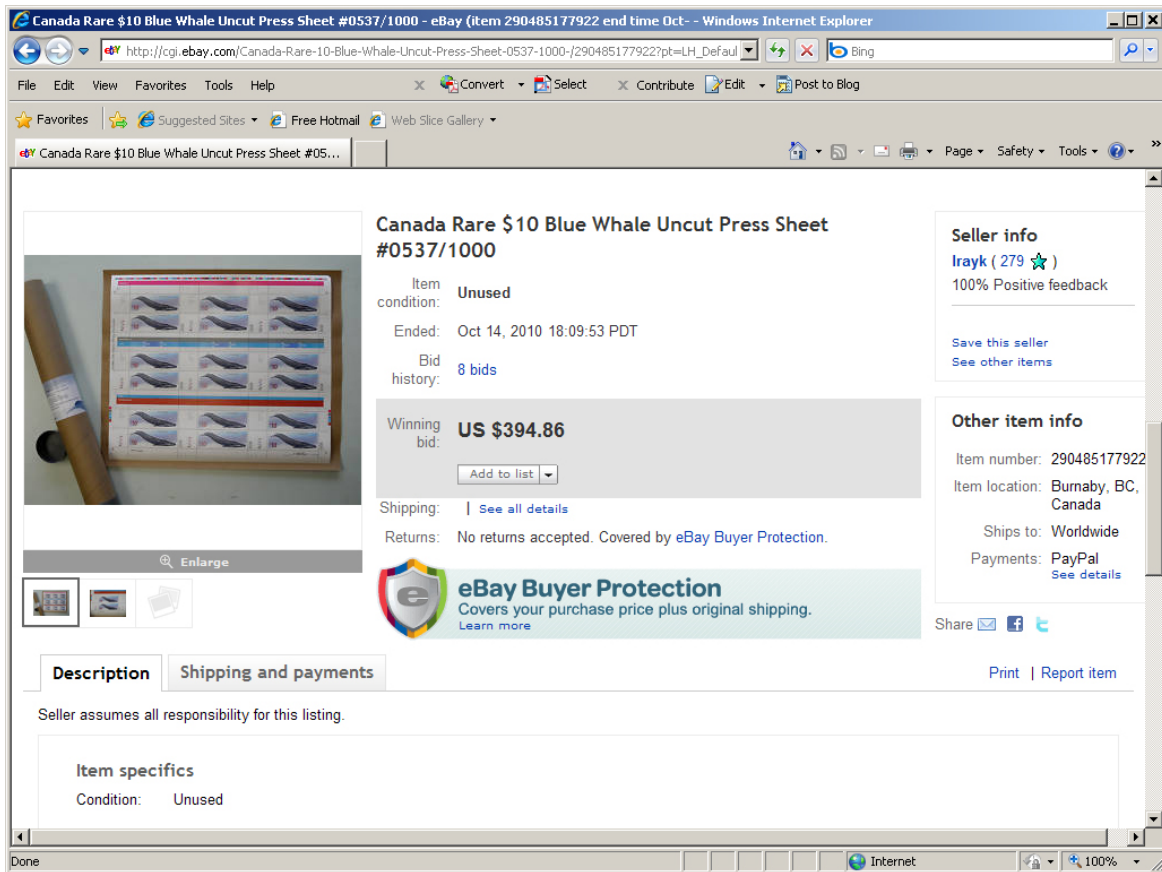 Canada Rare $10 Blue Whale Uncut Press Sheet #0537/1000 - eBay (item 290485177922 end time Oct-  - Windows Internet Explorer
http://cgi.ebay.com/Canada-Rare-10-Blue-Whale-Uncut-Press-Sheet-0537-1000-/290485177922?pt=LH_Defaul
Bing
File Edit View Favorites Tools Help
x Convert Select
x Contribute Edit Post to Blog
Favorites Suggested Sites Free Hotmail Web Slice Gallery
Canada Rare $10 Blue Whale Uncut Press Sheet #05...
Page Safety Tools
Canada Rare $10 Blue Whale Uncut Press Sheet
#0537/1000
Item
condition: Unused
Ended: Oct 14, 2010 18:09:53 PDT
Bid
history: 8 bids
Winning
bid: US $394.86
Add to list
Shipping: | See all details
Returns: No returns accepted. Covered by eBay Buyer Protection.
Enlarge
eBay Buyer Protection
Covers your purchase price plus original shipping.
Learn more
Seller info
lrayk ( 279 )
100% Positive feedback
Save this seller
See other items
Other item info
Item number: 290485177922
Item location: Burnaby, BC,
Canada
Ships to: Worldwide
Payments: PayPal
See details
Share
Description
Shipping and payments
Print | Report item
Seller assumes all responsibility for this listing.
Item specifics
Condition: Unused
Done
Internet
100%